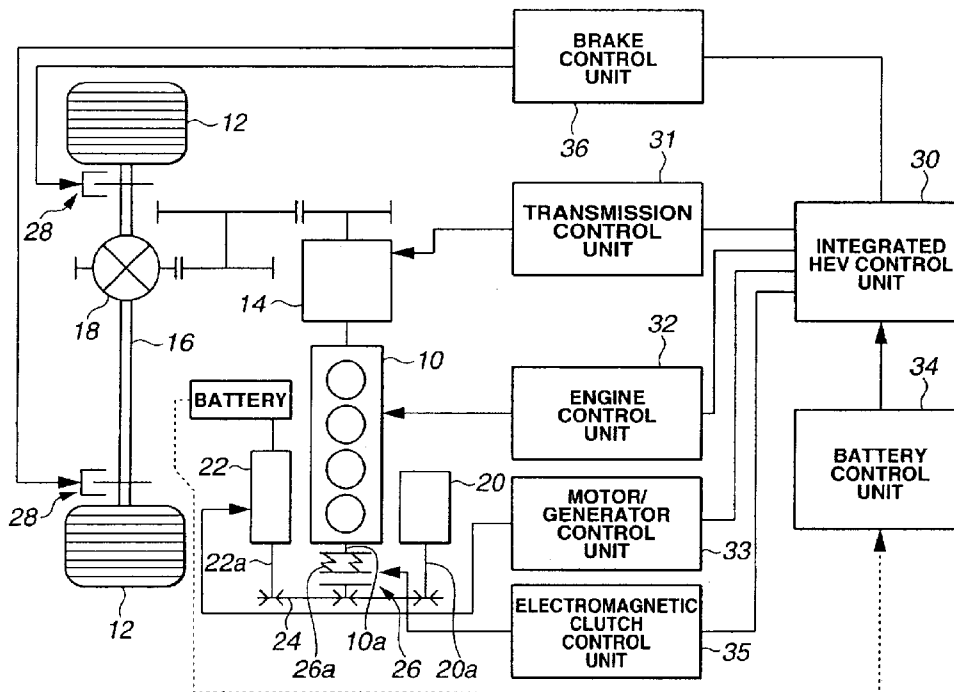 BRAKE
CONTROL
UNIT
36
12
28
31
TRANSMISSION
CONTROL
UNIT
30
INTEGRATED
HEV CONTROL
UNIT
18
14
16
10
32
ENGINE
CONTROL
UNIT
34
BATTERY
CONTROL
UNIT
BATTERY
22
20
28
MOTOR/
GENERATOR
CONTROL
UNIT
33
22a
12
24
26a
10a
26
20a
ELECTROMAGNETIC
CLUTCH
CONTROL
UNIT
35